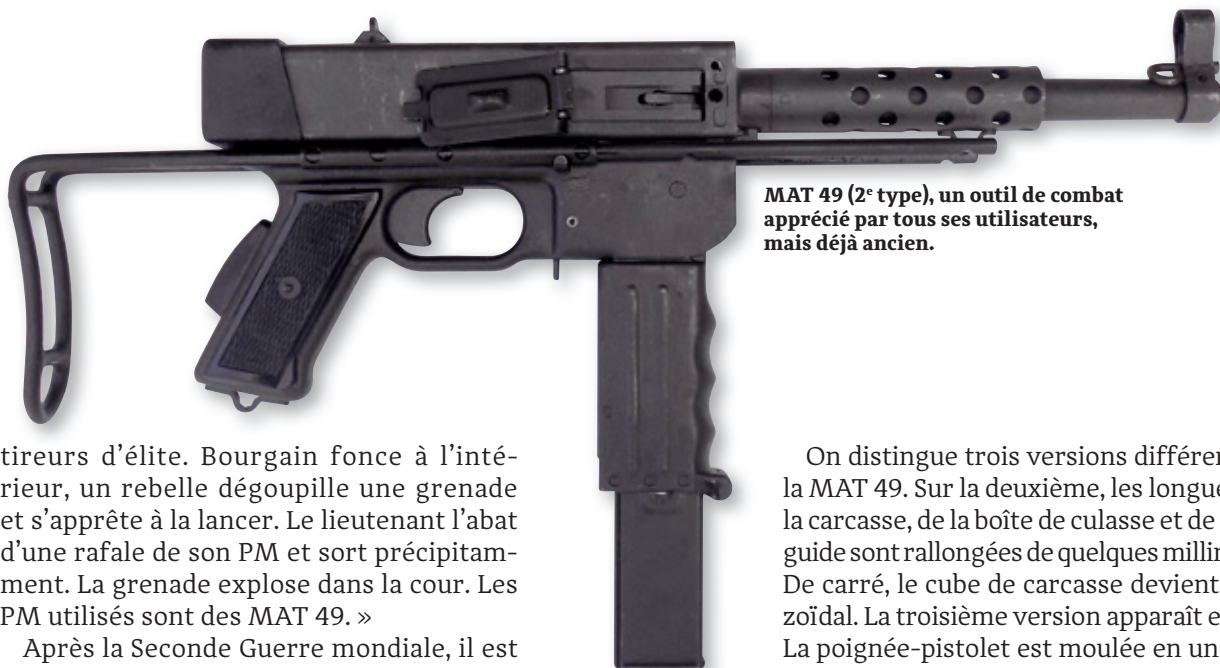 MAT 49 (2e type), un outil de combat
apprécié par tous ses utilisateurs,
mais déjà ancien.
tireurs d'élite. Bourgain fonce à l'inté-
rieur, un rebelle dégoupille une grenade
et s'apprête à la lancer. Le lieutenant l'abat
d'une rafale de son PM et sort précipitam-
ment. La grenade explose dans la cour. Les
PM utilisés sont des MAT 49. »
Après la Seconde Guerre mondiale, il est
On distingue trois versions différen
la MAT 49. Sur la deuxième, les longue
la carcasse, de la boîte de culasse et de
guide sont rallongées de quelques millin
De carré, le cube de carcasse devient
zoïdal. La troisième version apparaît e
La poignée-pistolet est moulée en un